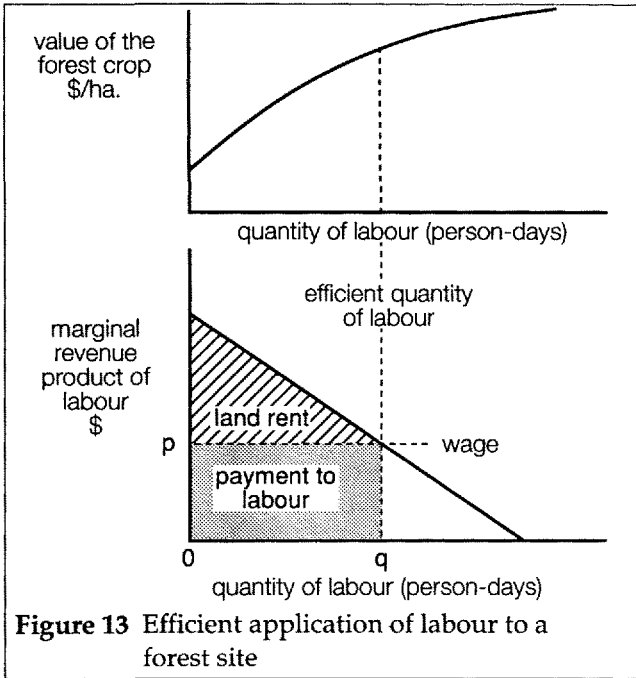 value of the
forest crop
$/ha.
quantity of labour (person-days)
efficient quantity
of labour
marginal
revenue
product of
labour
$
land rent
p
wage
payment to
labour
0
q
quantity of labour (person-days)
Figure 13 Efficient application of labour to a
forest site